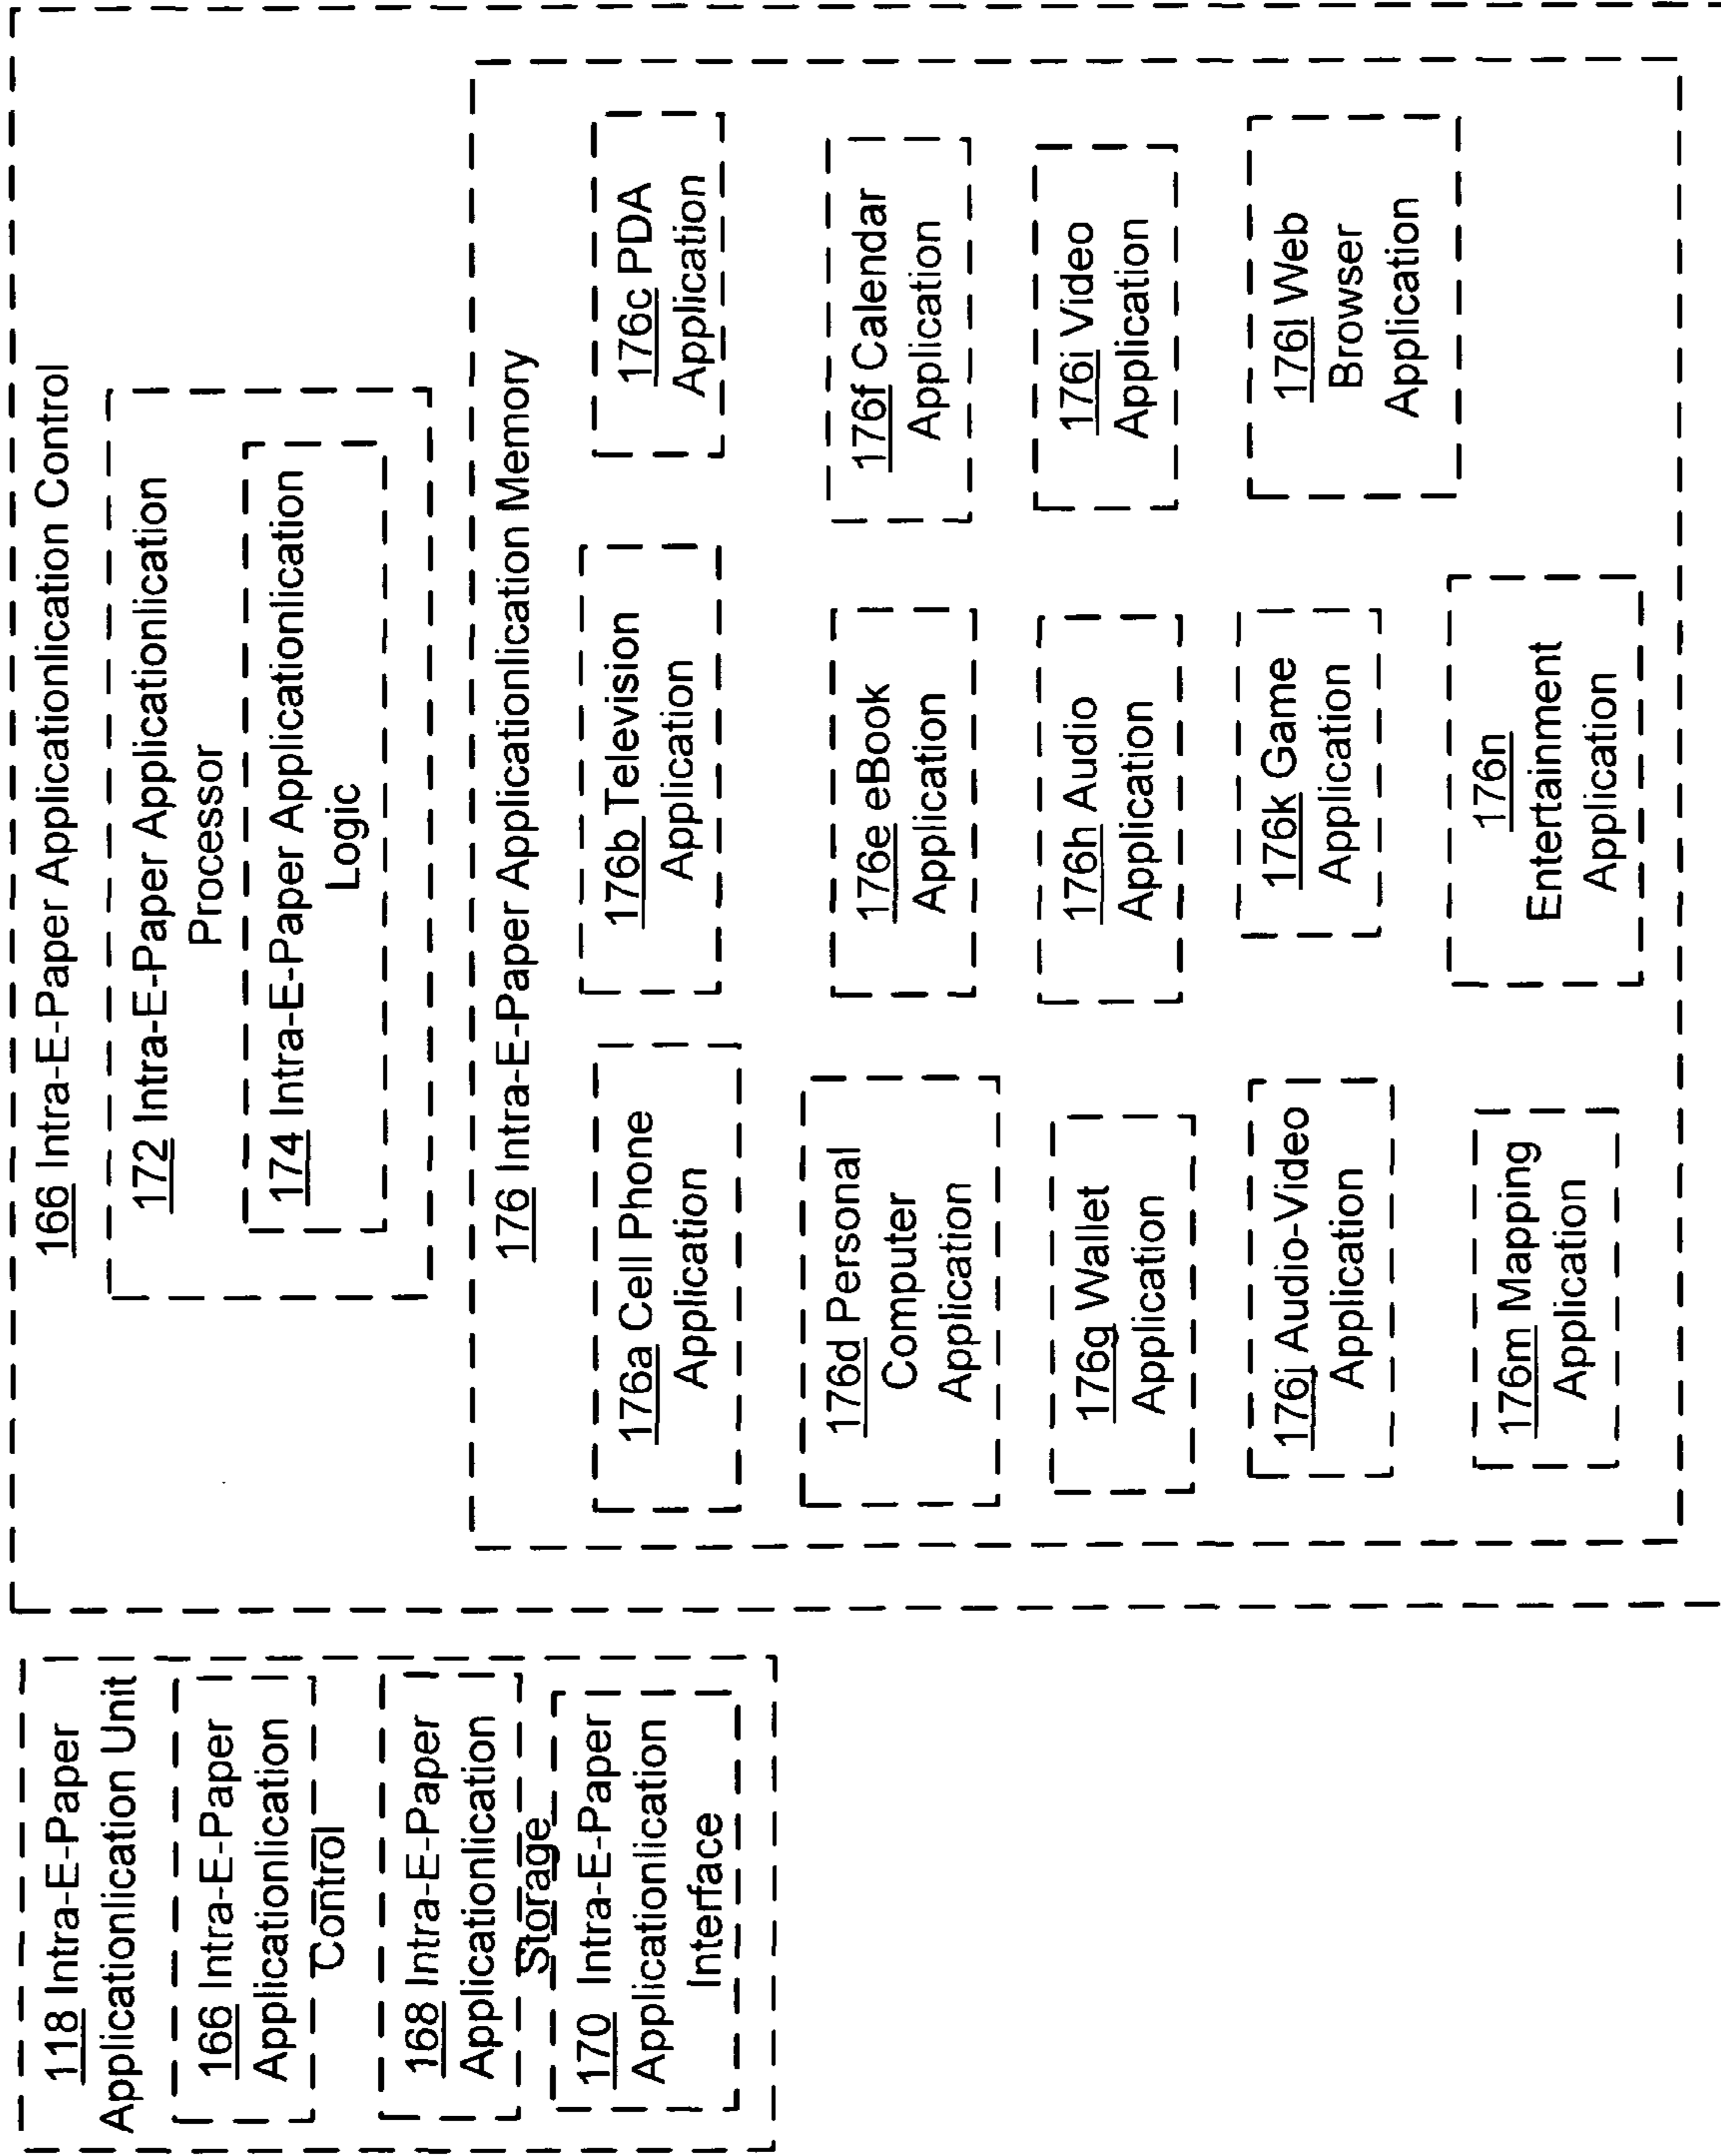 118 Intra-E-Paper
Applicationlication Unit
166 Intra-E-Paper
Applicationlication
Control
168 Intra-E-Paper
Applicationlication
Storage
170 Intra-E-Paper
Applicationlication
Interface
166 Intra-E-Paper Applicationlication Control
172 Intra-E-Paper Applicationlication
Processor
174 Intra-E-Paper Applicationlication
Logic
176 Intra-E-Paper Applicationlication Memory
176a Cell Phone
Application
176b Television
Application
176c PDA
Application
176d Personal
Computer
Application
176e eBook
Application
176f Calendar
Application
176g Wallet
Application
176h Audio
Application
176i Video
Application
176j Audio-Video
Application
176k Game
Application
176l Web
Browser
Application
176m Mapping
Application
176n
Entertainment
Application